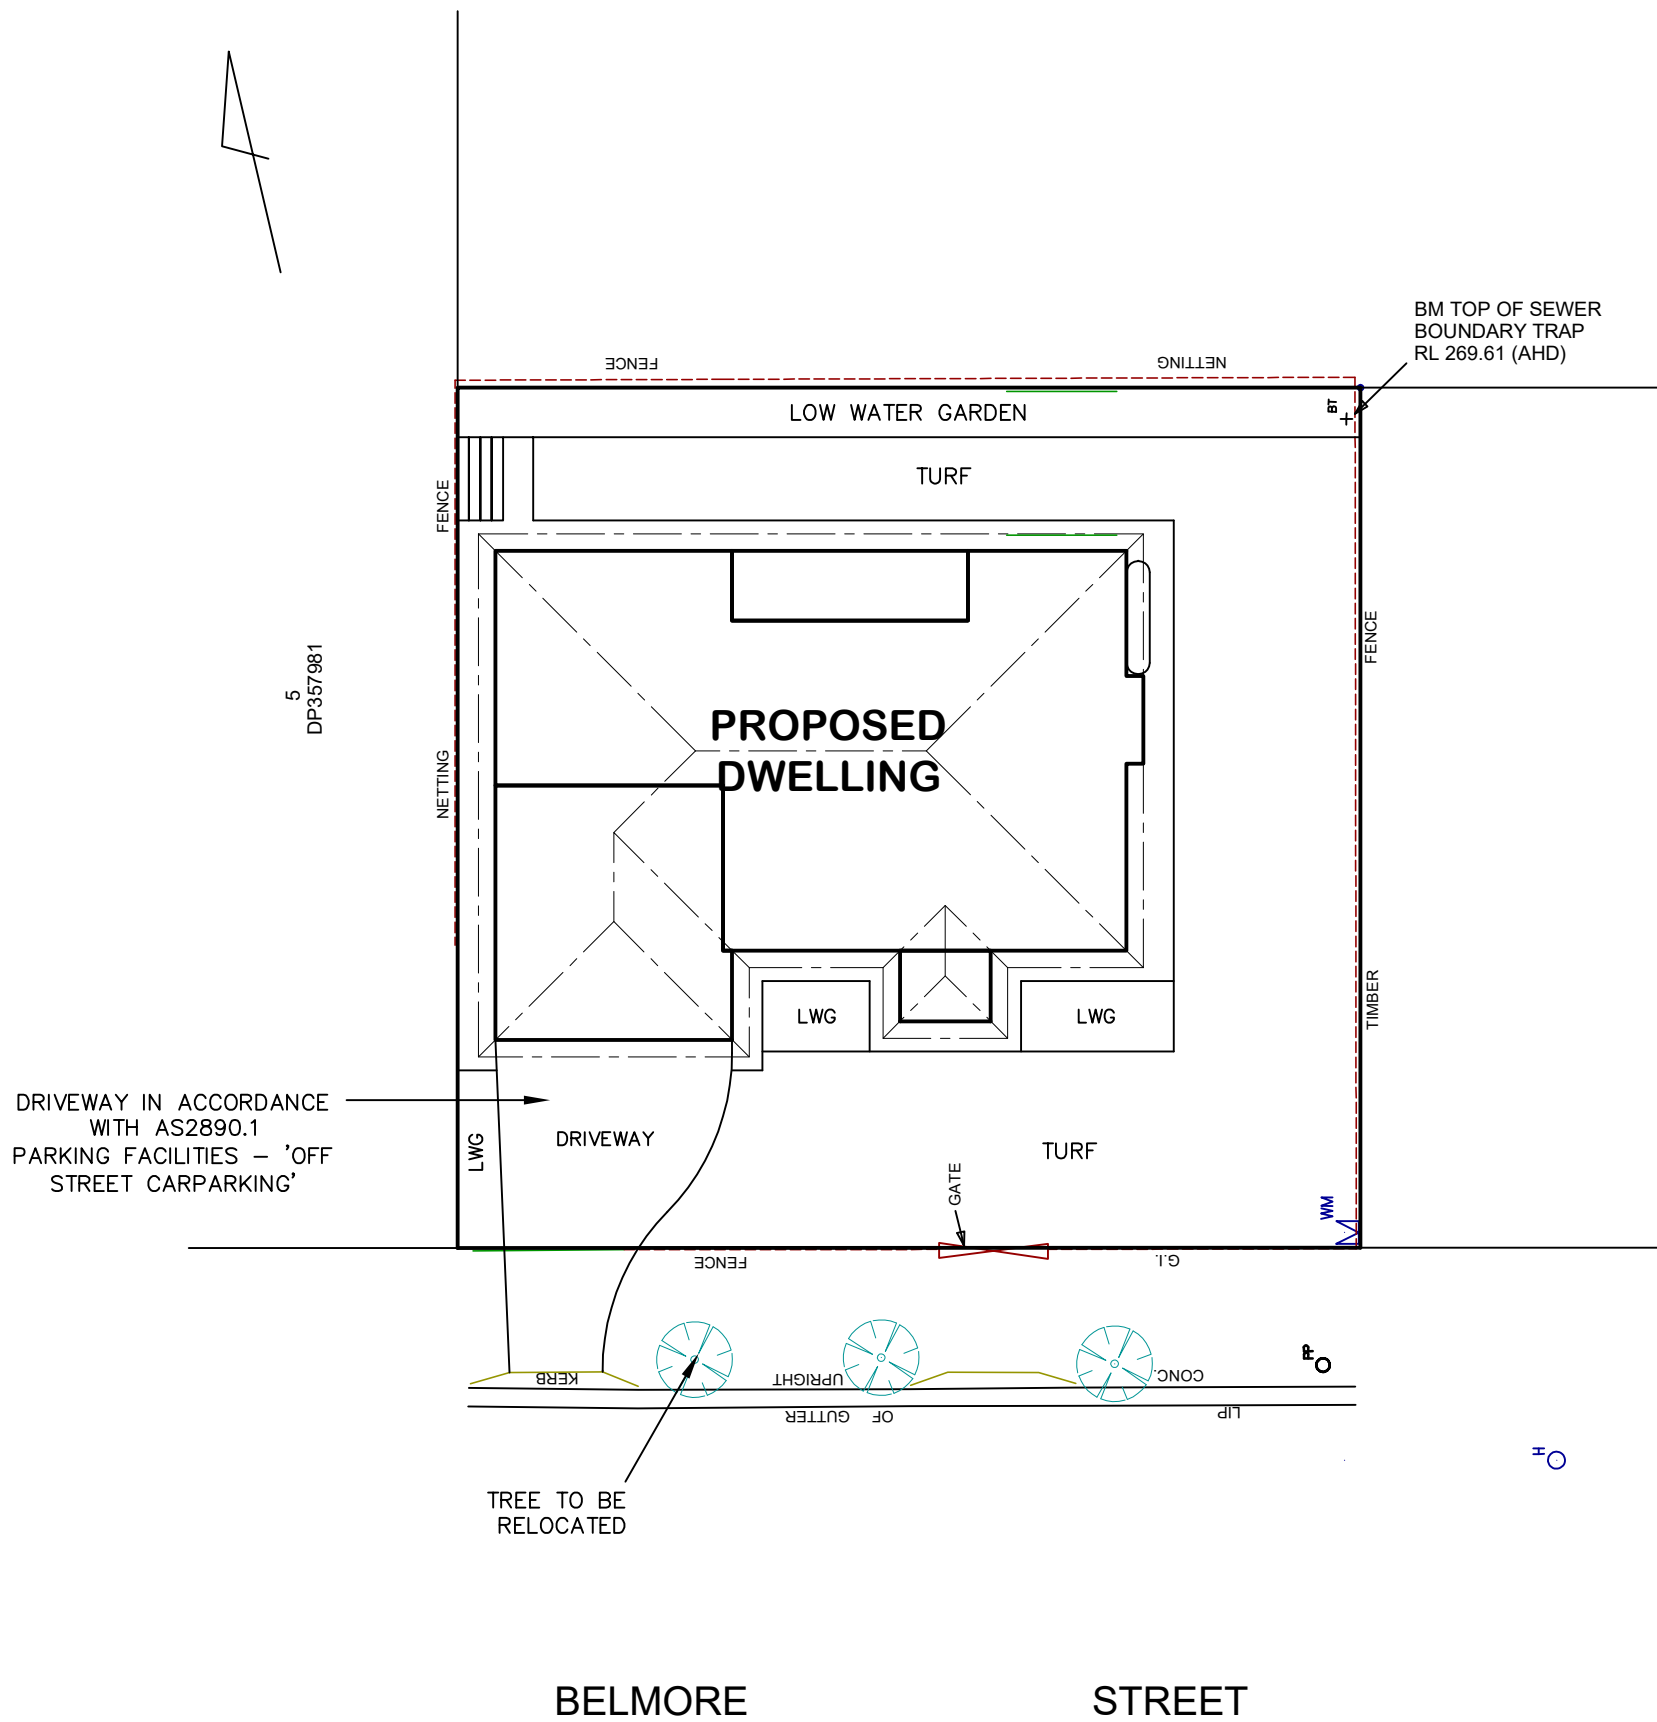 BM TOP OF SEWER
BOUNDARY TRAP
RL 269.61 (AHD)
FENCE
NETTING
LOW WATER GARDEN
BT
TURF
FENCE
FENCE
5
DP357981
PROPOSED
DWELLING
NETTING
TIMBER
LWG
LWG
DRIVEWAY IN ACCORDANCE
WITH AS2890.1
PARKING FACILITIES – 'OFF
STREET CARPARKING'
LWG
DRIVEWAY
TURF
GATE
WM
FENCE
G.I.
KERB
UPRIGHT
CONC.
OF GUTTER
LIP
H
TREE TO BE
RELOCATED
BELMORE STREET